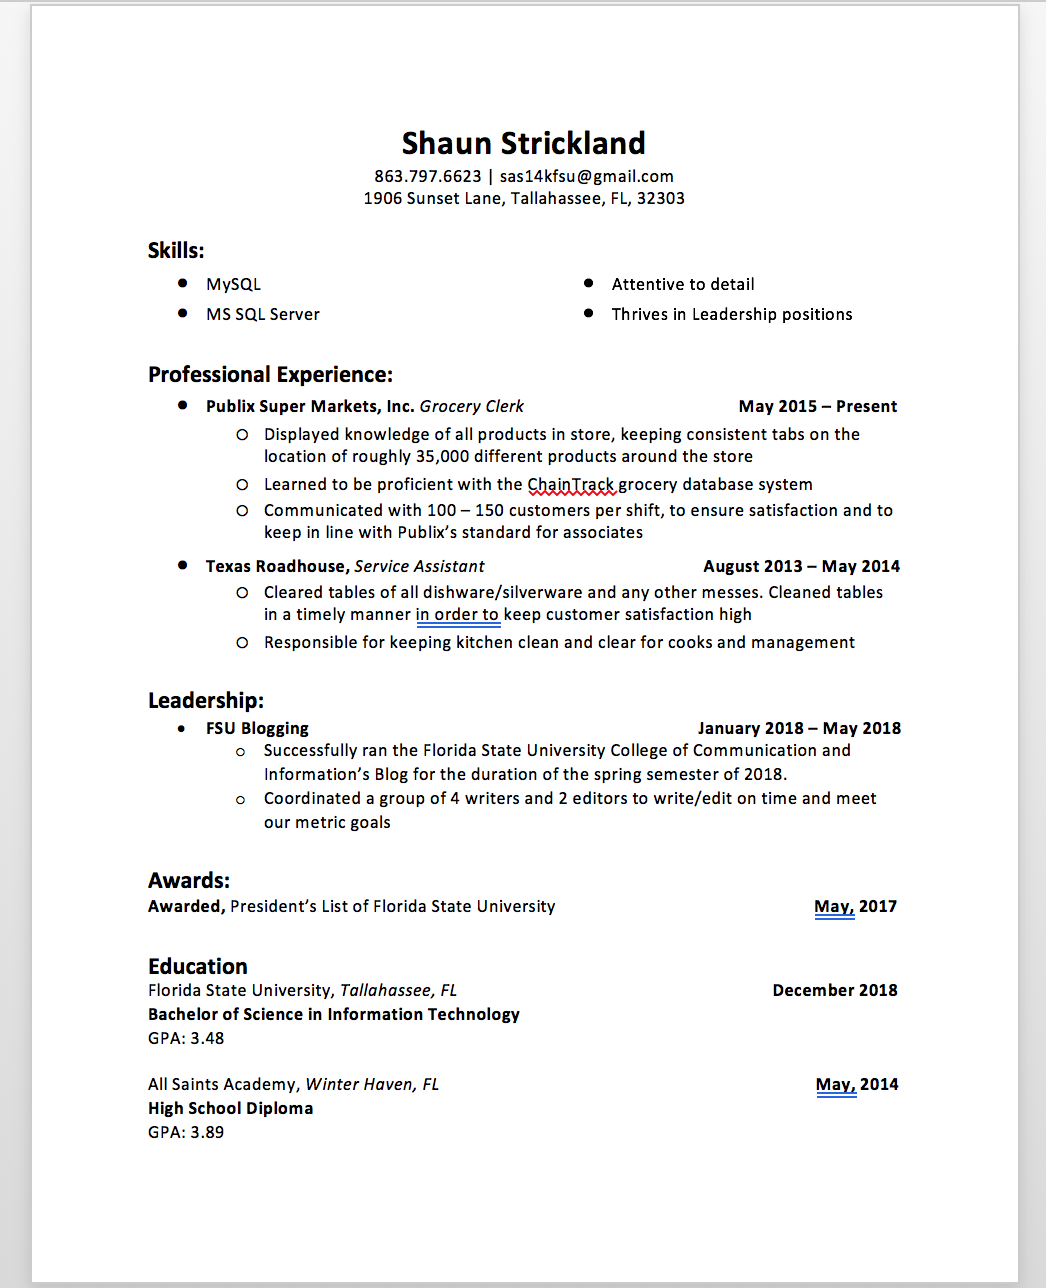 Shaun Strickland
863.797.6623 | sas14kfsu@gmail.com
1906 Sunset Lane, Tallahassee, FL, 32303
Skills:
● MySQL
● MS SQL Server
● Attentive to detail
● Thrives in Leadership positions
Professional Experience:
● Publix Super Markets, Inc. Grocery Clerk May 2015 – Present
○ Displayed knowledge of all products in store, keeping consistent tabs on the
location of roughly 35,000 different products around the store
○ Learned to be proficient with the ChainTrack grocery database system
○ Communicated with 100 – 150 customers per shift, to ensure satisfaction and to
keep in line with Publix’s standard for associates
● Texas Roadhouse, Service Assistant August 2013 – May 2014
○ Cleared tables of all dishware/silverware and any other messes. Cleaned tables
in a timely manner in order to keep customer satisfaction high
○ Responsible for keeping kitchen clean and clear for cooks and management
Leadership:
• FSU Blogging January 2018 – May 2018
○ Successfully ran the Florida State University College of Communication and
Information’s Blog for the duration of the spring semester of 2018.
○ Coordinated a group of 4 writers and 2 editors to write/edit on time and meet
our metric goals
Awards:
Awarded, President’s List of Florida State University May, 2017
Education
Florida State University, Tallahassee, FL December 2018
Bachelor of Science in Information Technology
GPA: 3.48
All Saints Academy, Winter Haven, FL May, 2014
High School Diploma
GPA: 3.89